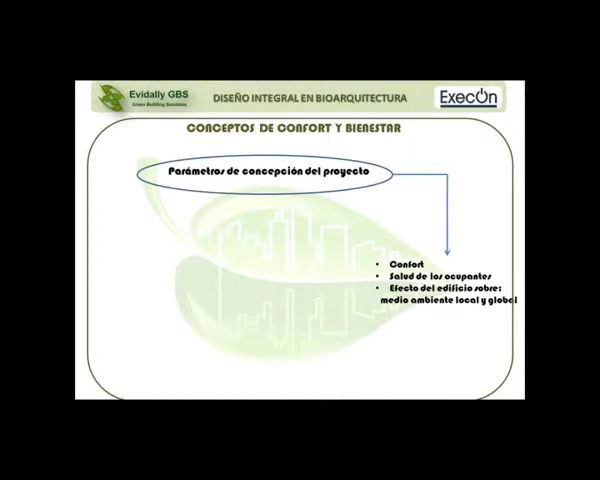 Evidally GBS
Green Building Solutions
DISEÑO INTEGRAL EN BIOARQUITECTURA
ExecOn
CONCEPTOS DE CONFORT Y BIENESTAR
Parámetros de concepción del proyecto
• Confort
• Salud de los ocupantes
• Efecto del edificio sobre:
medio ambiente local y global